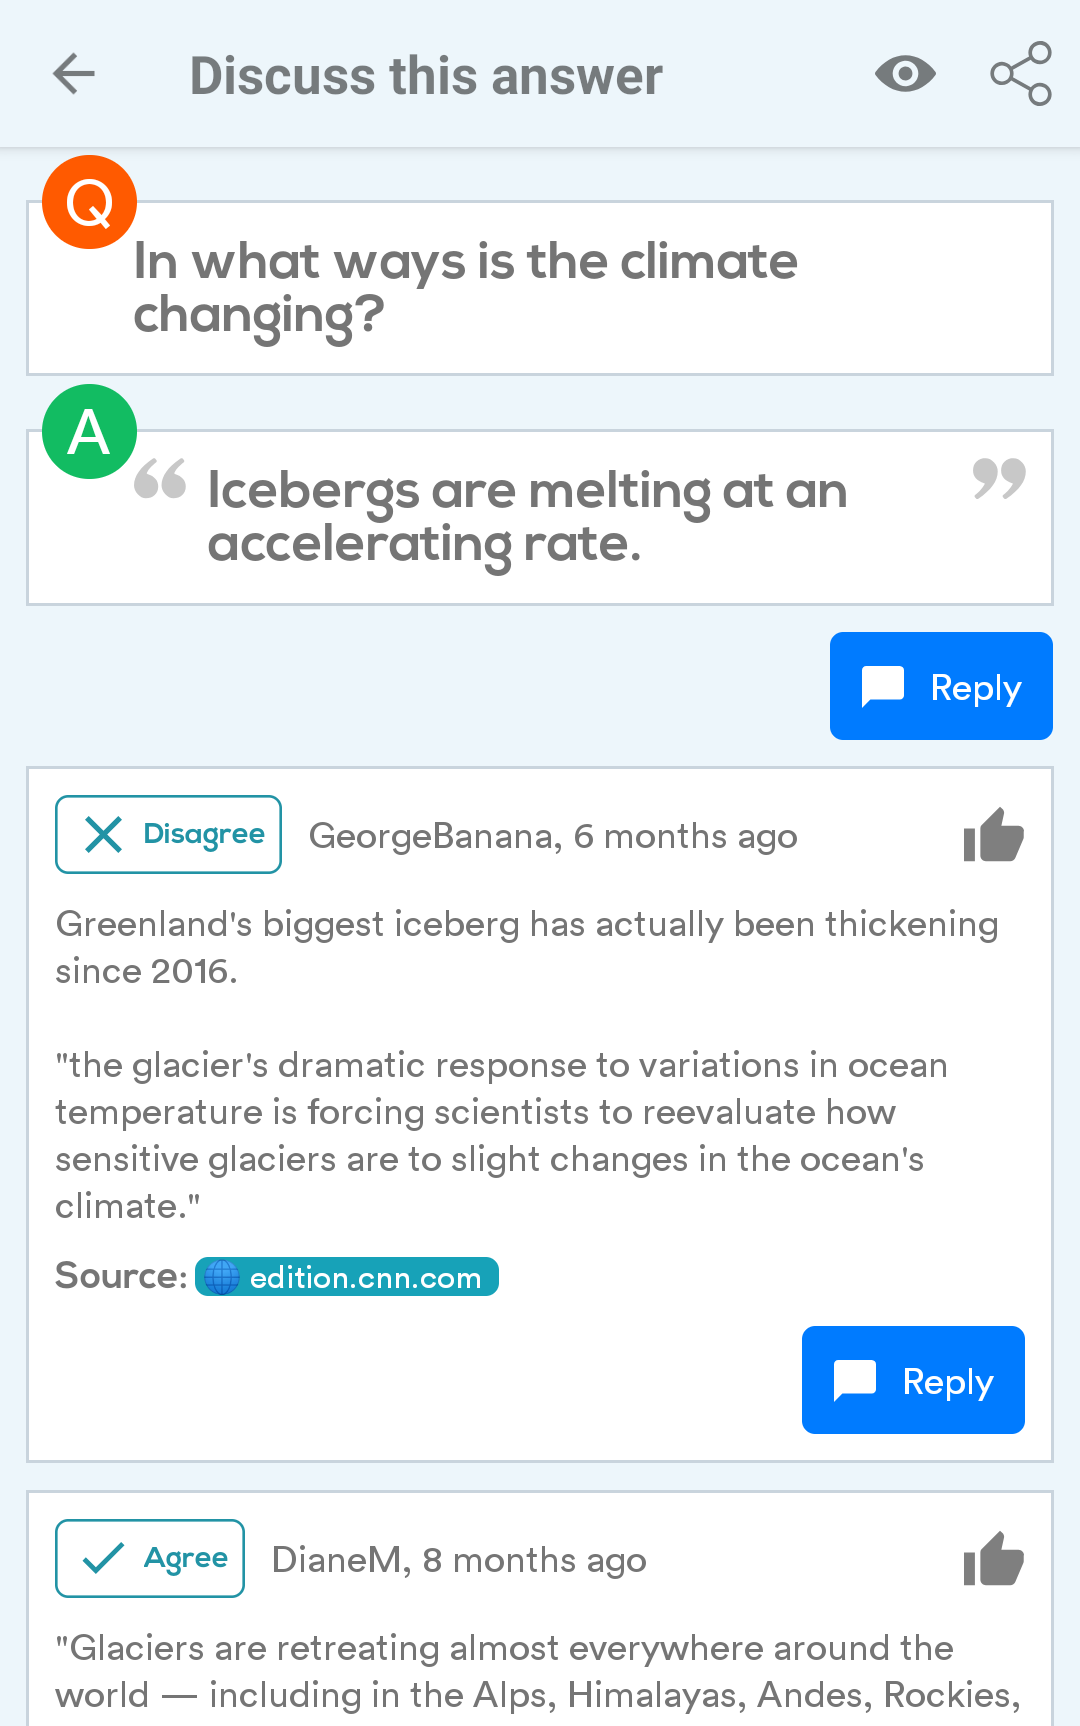 Discuss this answer
Q
In what ways is the climate
changing?
A
“ Icebergs are melting at an ”
accelerating rate.
Reply
Disagree GeorgeBanana, 6 months ago
Greenland's biggest iceberg has actually been thickening
since 2016.
"the glacier's dramatic response to variations in ocean
temperature is forcing scientists to reevaluate how
sensitive glaciers are to slight changes in the ocean's
climate."
Source: edition.cnn.com
Reply
Agree DianeM, 8 months ago
"Glaciers are retreating almost everywhere around the
world — including in the Alps, Himalayas, Andes, Rockies,